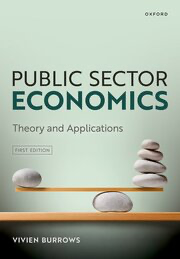 OXFORD
PUBLIC SECTOR
ECONOMICS
Theory and Applications
FIRST EDITION
VIVIEN BURROWS